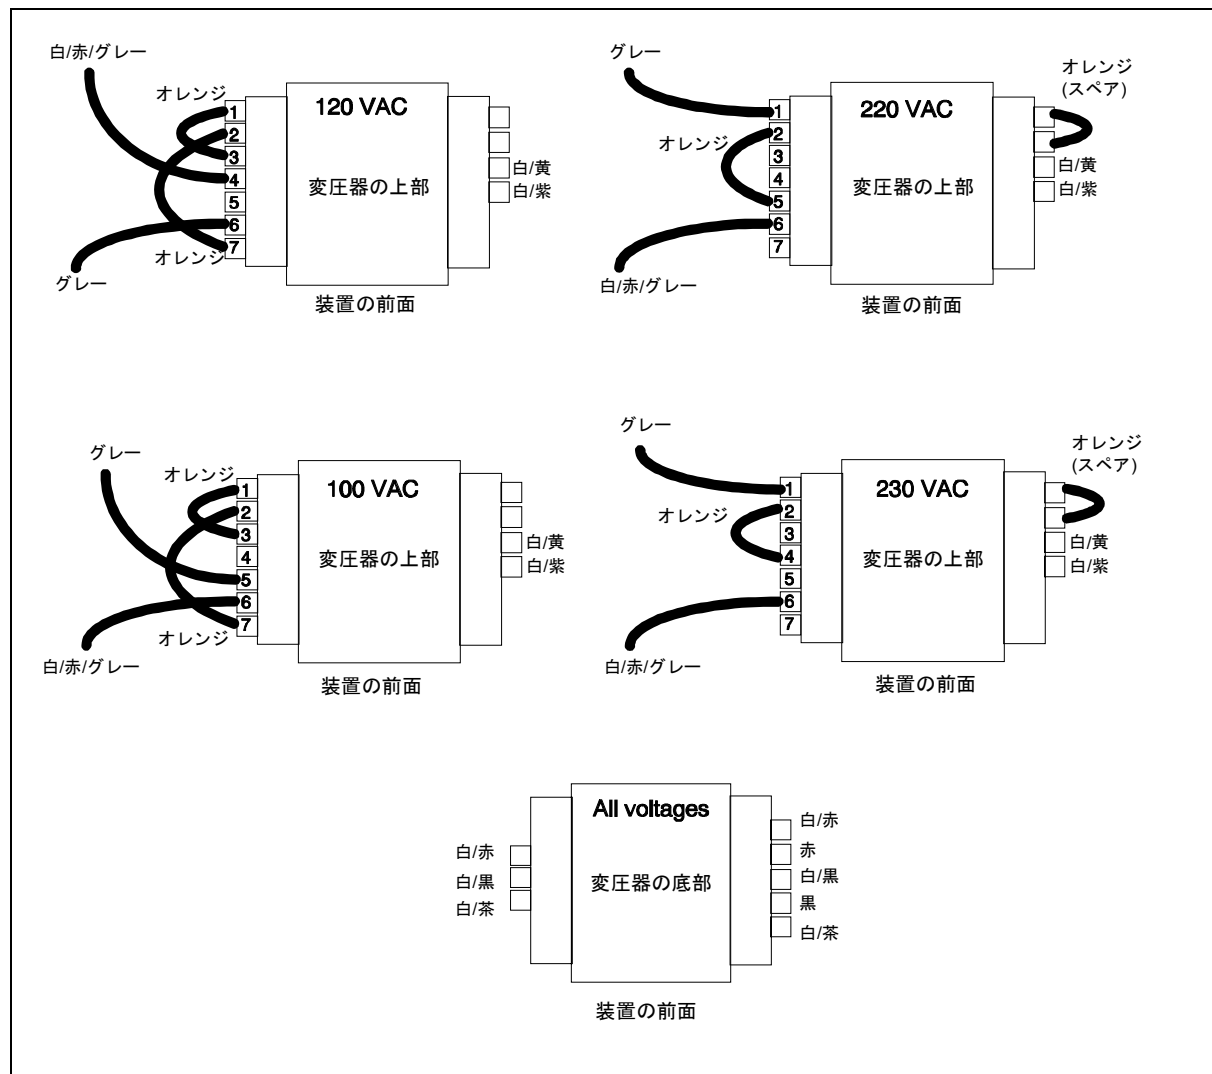 白/赤/グレー
オレンジ
1
2
3
4
5
6
7
オレンジ
グレー
120 VAC
変圧器の上部
白/黄
白/紫
装置の前面
グレー
オレンジ
1
2
3
4
5
6
7
白/赤/グレー
220 VAC
変圧器の上部
オレンジ
(スペア)
白/黄
白/紫
装置の前面
グレー
オレンジ
1
2
3
4
5
6
7
オレンジ
白/赤/グレー
100 VAC
変圧器の上部
白/黄
白/紫
装置の前面
グレー
オレンジ
1
2
3
4
5
6
7
白/赤/グレー
230 VAC
変圧器の上部
オレンジ
(スペア)
白/黄
白/紫
装置の前面
白/赤
白/黒
白/茶
All voltages
変圧器の底部
白/赤
赤
白/黒
黒
白/茶
装置の前面